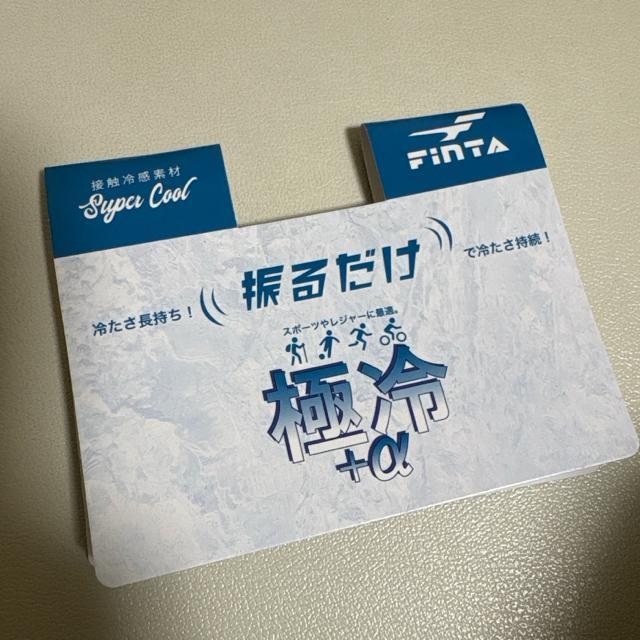 接触冷感素材
Super Cool
FiNTA
冷たさ長持ち!
振るだけ
で冷たさ持続!
スポーツやレジャーに最適。
極冷
+α